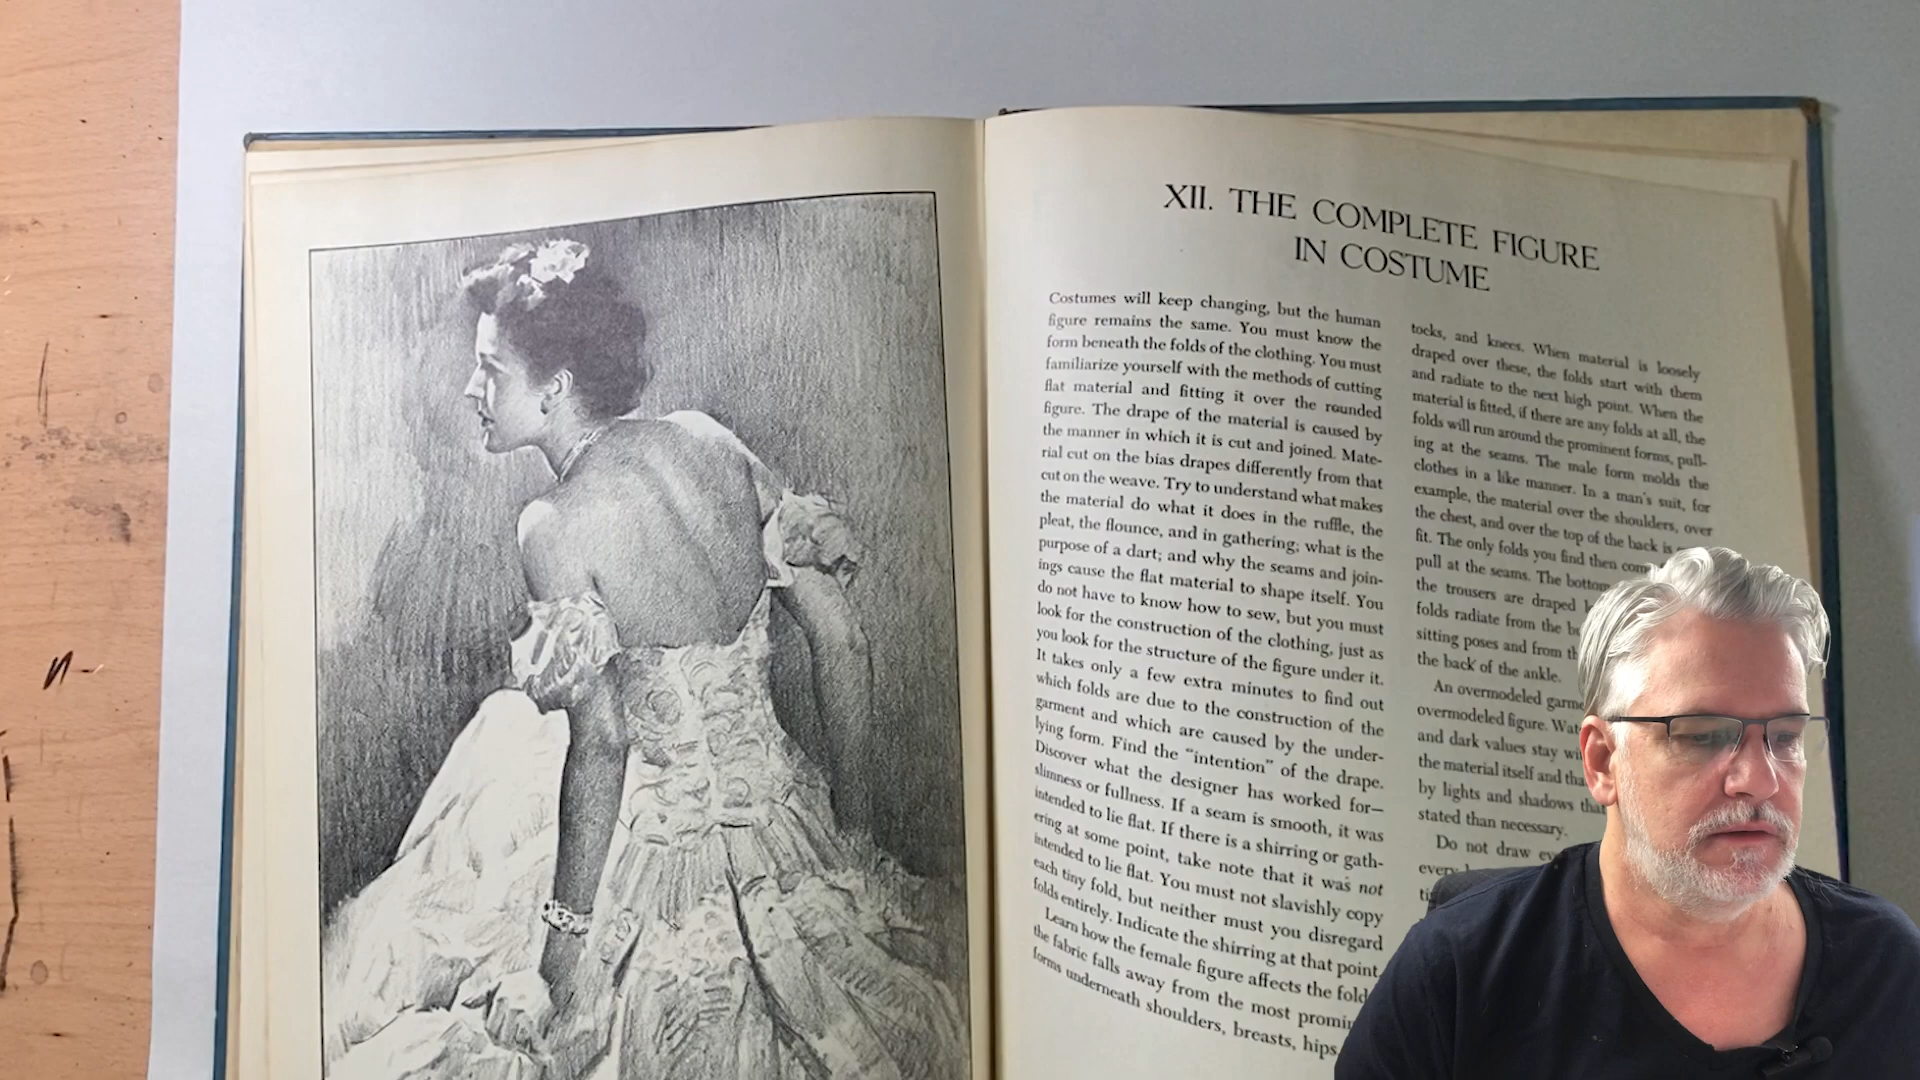 XII. THE COMPLETE FIGURE
IN COSTUME
Costumes will keep changing, but the human
figure remains the same. You must know the
form beneath the folds of the clothing. You must
familiarize yourself with the methods of cutting
flat material and fitting it over the rounded
figure. The drape of the material is caused by
the manner in which it is cut and joined. Mate-
rial cut on the bias drapes differently from that
cut on the weave. Try to understand what makes
the material do what it does in the ruffle, the
pleat, the flounce, and in gathering; what is the
purpose of a dart; and why the seams and join-
ings cause the flat material to shape itself. You
do not have to know how to sew, but you must
look for the construction of the clothing, just as
you look for the structure of the figure under it.
It takes only a few extra minutes to find out
which folds are due to the construction of the
garment and which are caused by the under-
lying form. Find the "intention" of the drape.
Discover what the designer has worked for—
slimness or fullness. If a seam is smooth, it was
intended to lie flat. If there is a shirring or gath-
ering at some point, take note that it was not
intended to lie flat. You must not slavishly copy
each tiny fold, but neither must you disregard
folds entirely. Indicate the shirring at that point.
Learn how the female figure affects the fold
the fabric falls away from the most promi
forms underneath shoulders, breasts, hips,
tocks, and knees. When material is loosely
draped over these, the folds start with them
and radiate to the next high point. When the
material is fitted, if there are any folds at all, the
folds will run around the prominent forms, pull-
ing at the seams. The male form molds the
clothes in a like manner. In a man's suit, for
example, the material over the shoulders, over
the chest, and over the top of the back is
fit. The only folds you find then com
pull at the seams. The bottom
the trousers are draped
folds radiate from the
sitting poses and from th
the back of the ankle.
An overmodeled garme
overmodeled figure. Wat
and dark values stay wi
the material itself and tha
by lights and shadows that
stated than necessary.
Do not draw ev
every